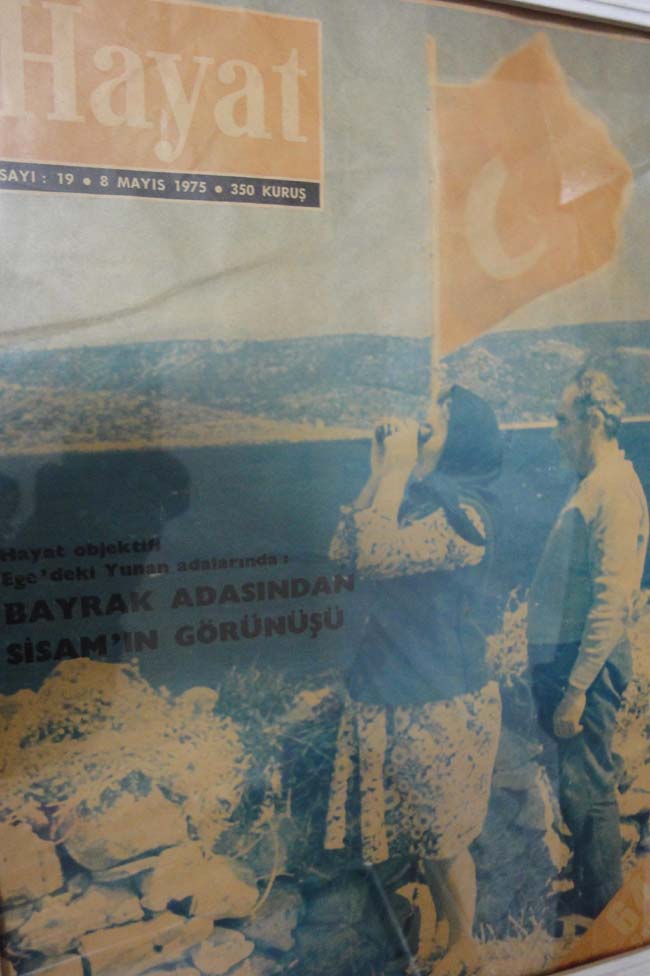 Hayat
SAYI : 19 • 8 MAYIS 1975 • 350 KURUŞ
Hayat objektifi
Ege'deki Yunan adalarında :
BAYRAK ADASINDAN
SİSAM'IN GÖRÜNÜŞÜ